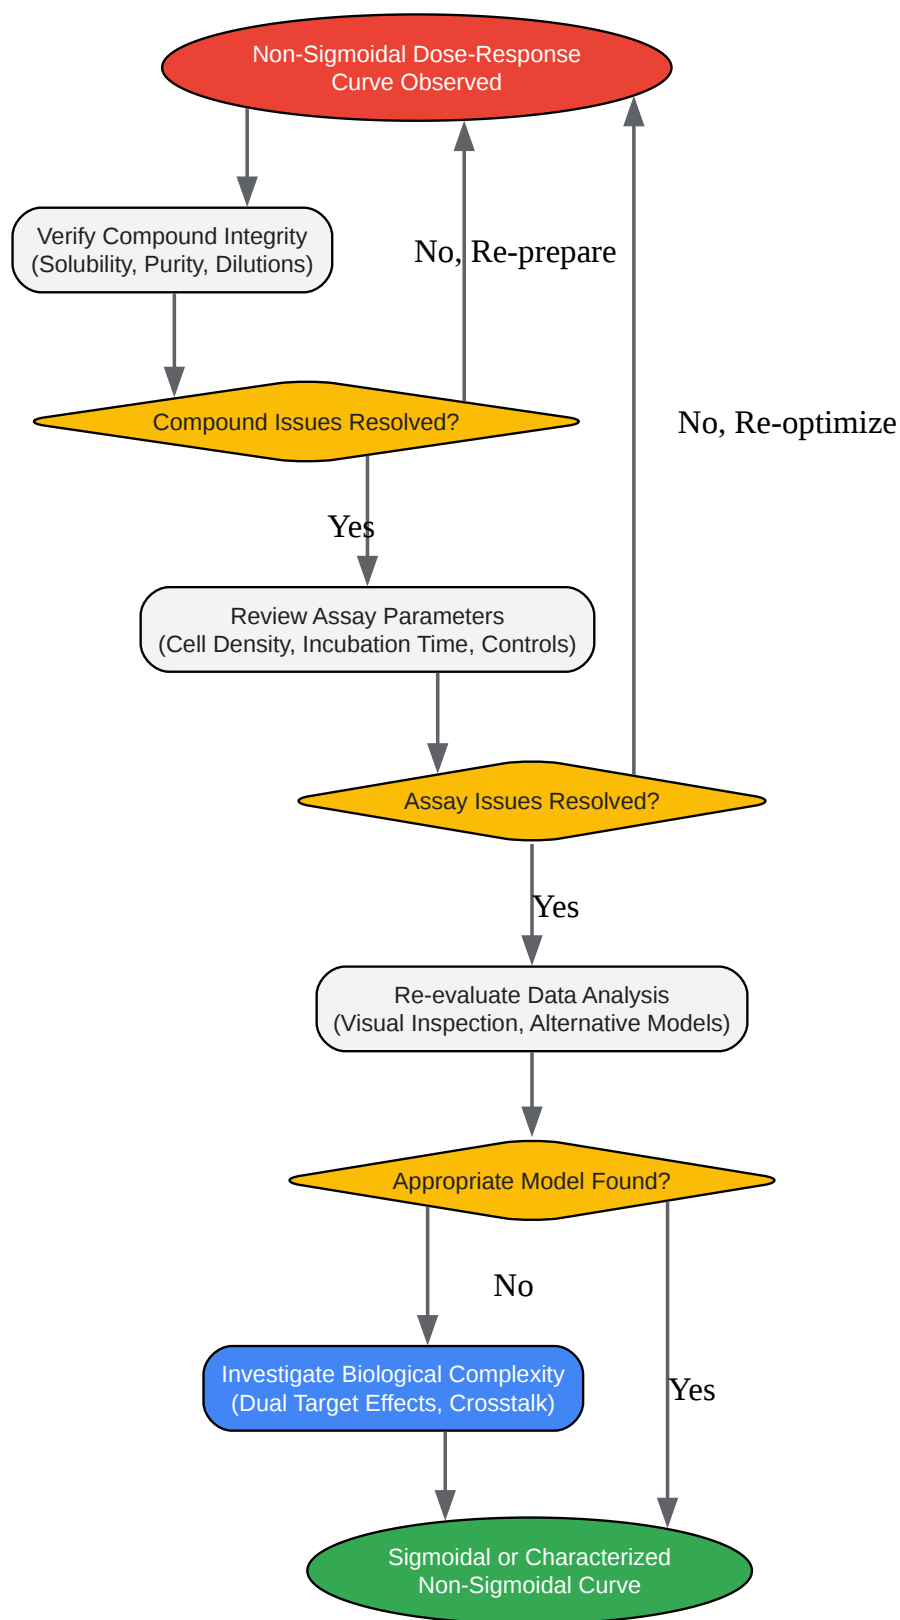 Non-Sigmoidal Dose-Response
Curve Observed
Verify Compound Integrity
(Solubility, Purity, Dilutions)
No, Re-prepare
Compound Issues Resolved?
No, Re-optimize
Yes
Review Assay Parameters
(Cell Density, Incubation Time, Controls)
Assay Issues Resolved?
Yes
Re-evaluate Data Analysis
(Visual Inspection, Alternative Models)
Appropriate Model Found?
No
Investigate Biological Complexity
(Dual Target Effects, Crosstalk)
Yes
Sigmoidal or Characterized
Non-Sigmoidal Curve